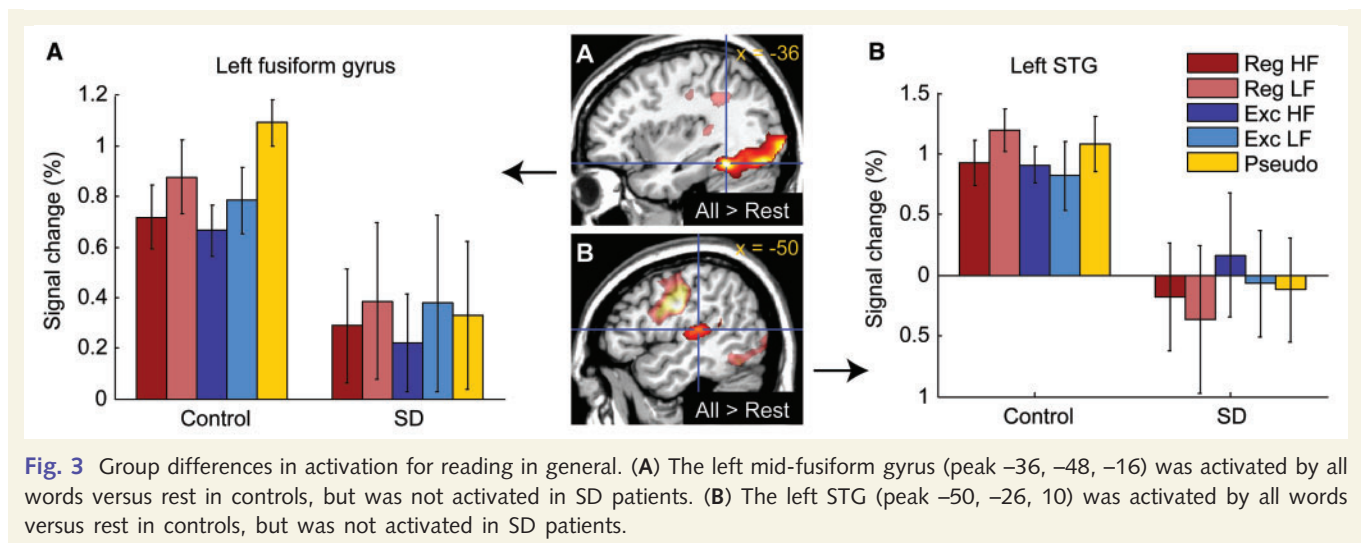 A
Left fusiform gyrus
Signal change (%)
1.2
1
0.8
0.6
0.4
0.2
0
Control
SD
A
x = -36
All > Rest
B
x = -50
All > Rest
B
Left STG
Reg HF
Reg LF
Exc HF
Exc LF
Pseudo
Signal change (%)
1.5
1
0.5
0
0.5
1
Control
SD
Fig. 3 Group differences in activation for reading in general. (A) The left mid-fusiform gyrus (peak –36, –48, –16) was activated by all
words versus rest in controls, but was not activated in SD patients. (B) The left STG (peak –50, –26, 10) was activated by all words
versus rest in controls, but was not activated in SD patients.